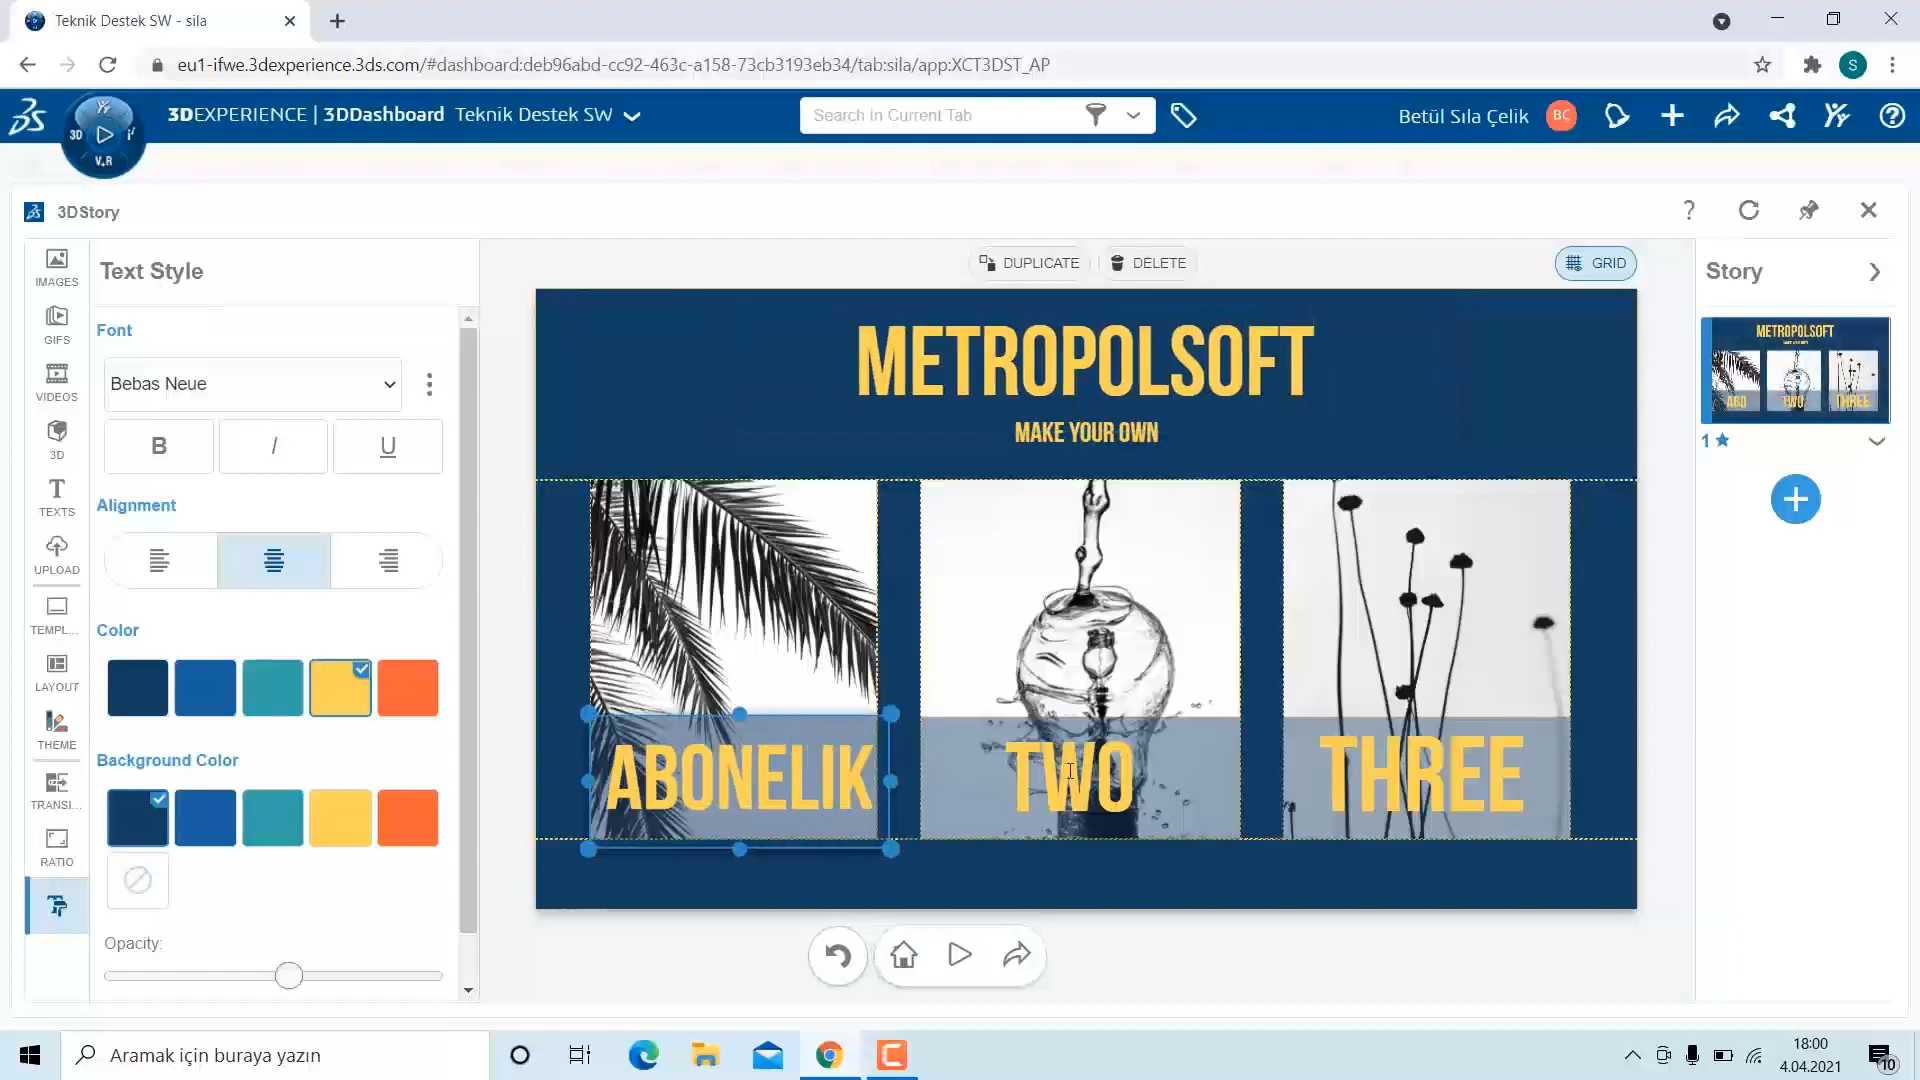 Teknik Destek SW - sila
eu1-ifwe.3dexperience.3ds.com/#dashboard:deb96abd-cc92-463c-a158-73cb3193eb34/tab:sila/app:XCT3DST_AP
S
3D
V.R
3DEXPERIENCE | 3DDashboard Teknik Destek SW
Search In Current Tab
Betül Sıla Çelik
BC
3DStory
IMAGES
GIFS
VIDEOS
3D
TEXTS
UPLOAD
TEMPL...
LAYOUT
THEME
TRANSI...
RATIO
Text Style
Font
Bebas Neue
B I U
Alignment
Color
Background Color
Opacity:
DUPLICATE
DELETE
GRID
METROPOLSOFT
MAKE YOUR OWN
ABONELIK
TWO
THREE
Story
METROPOLSOFT
ABO
TWO
THREE
1
Aramak için buraya yazın
18:00
4.04.2021
10